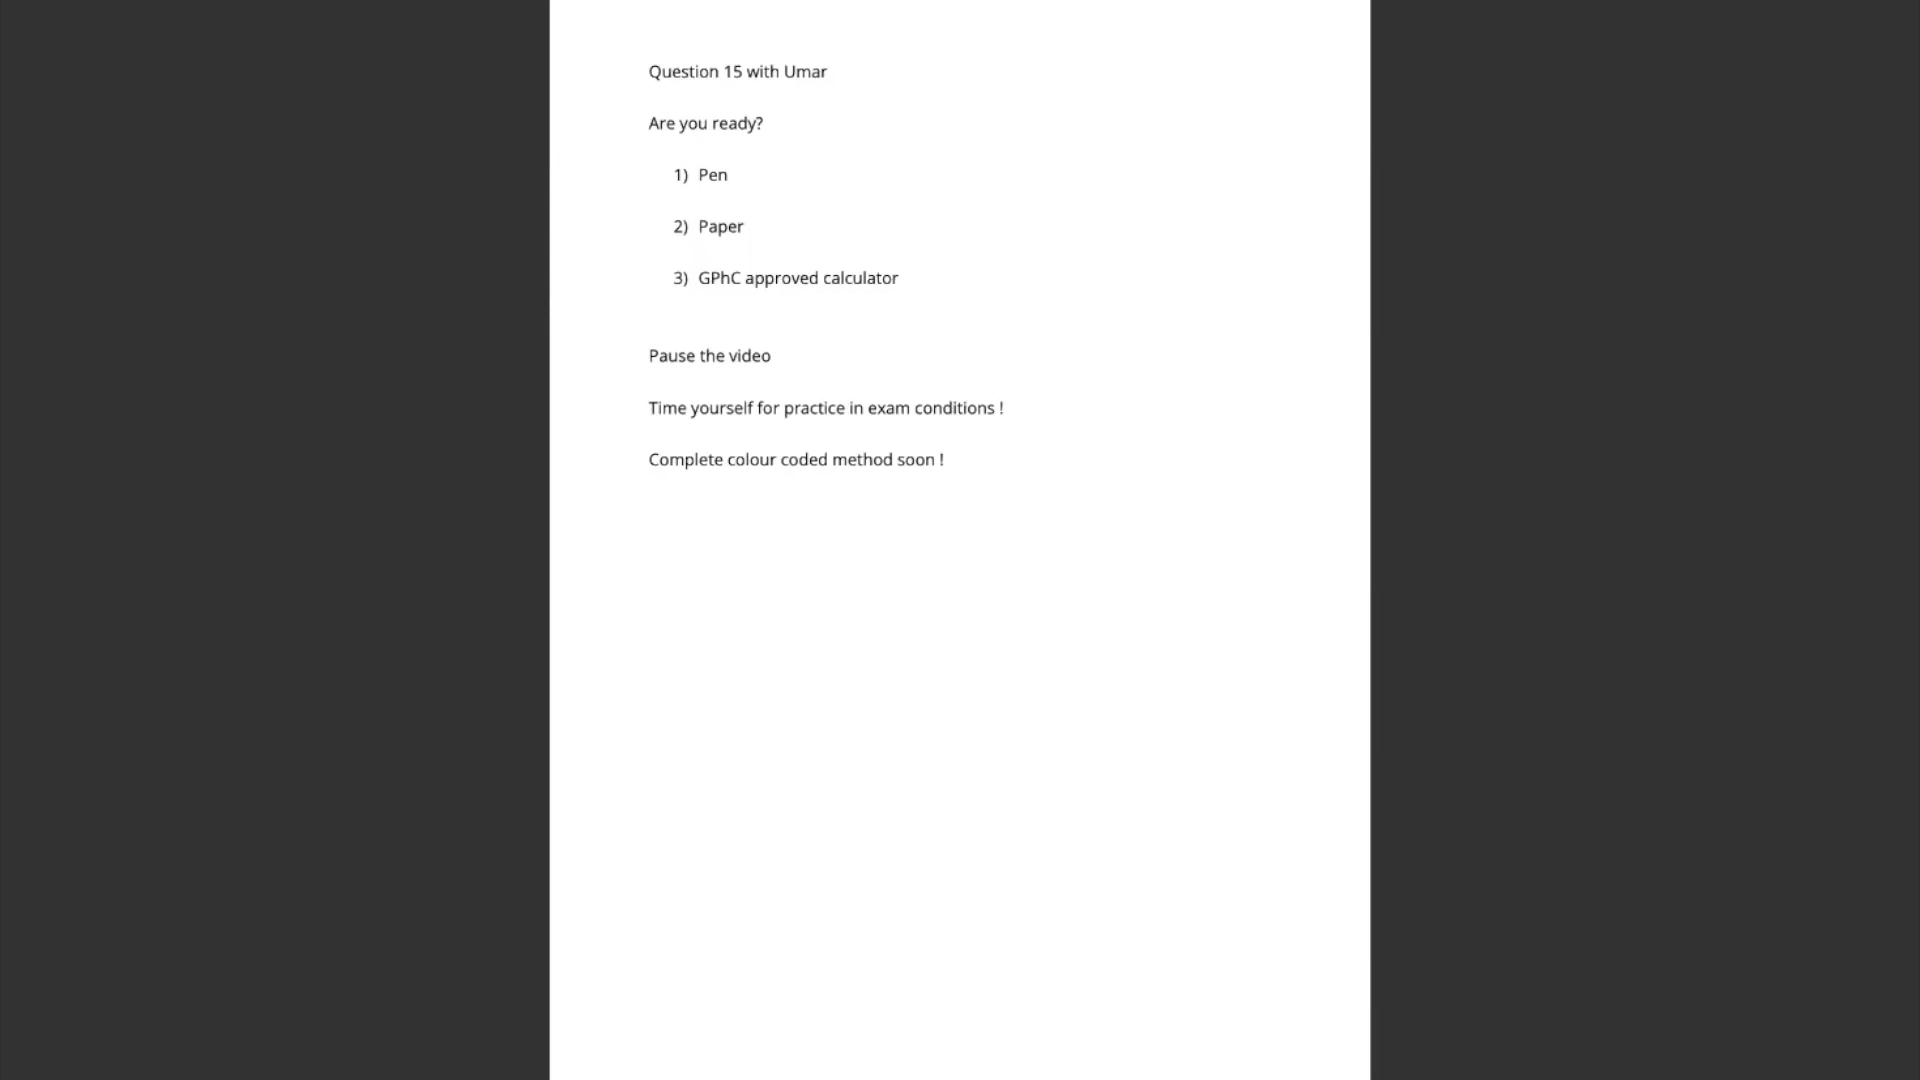 Question 15 with Umar
Are you ready?
1) Pen
2) Paper
3) GPhC approved calculator
Pause the video
Time yourself for practice in exam conditions !
Complete colour coded method soon !